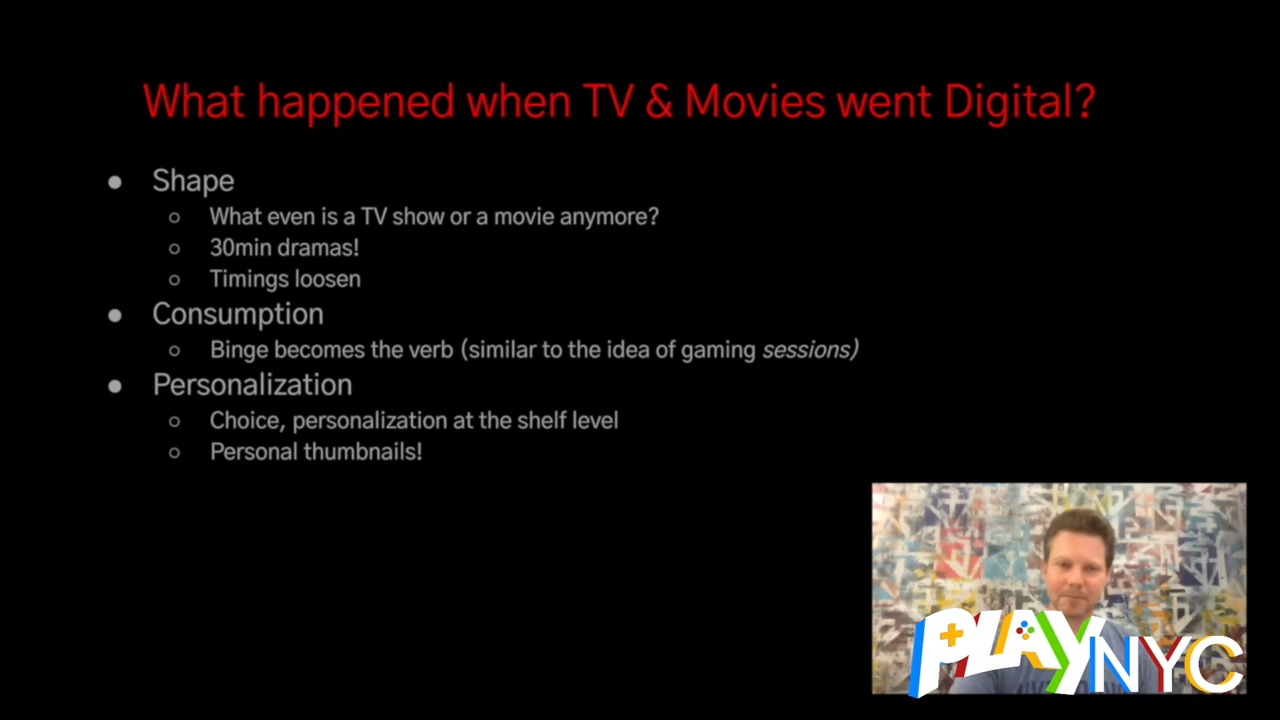 What happened when TV & Movies went Digital?
● Shape
○ What even is a TV show or a movie anymore?
○ 30min dramas!
○ Timings loosen
● Consumption
○ Binge becomes the verb (similar to the idea of gaming sessions)
● Personalization
○ Choice, personalization at the shelf level
○ Personal thumbnails!
PLAYNYC